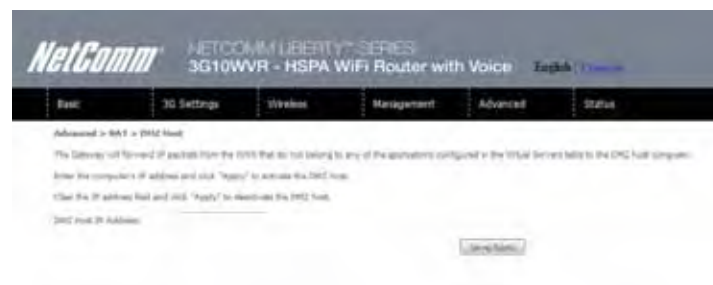 NetComm
NETCOMM LIBERTY™ SERIES
3G10WVR - HSPA WiFi Router with Voice
English | Français
Basic
3G Settings
Wireless
Management
Advanced
Status
Advanced > NAT > DMZ Host
The Gateway will forward IP packets from the WAN that do not belong to any of the applications configured in the Virtual Servers table to the DMZ host computer.
Enter the computer's IP address and click "Apply" to activate the DMZ host.
Clear the IP address field and click "Apply" to deactivate the DMZ host.
DMZ Host IP Address:
Save/Apply